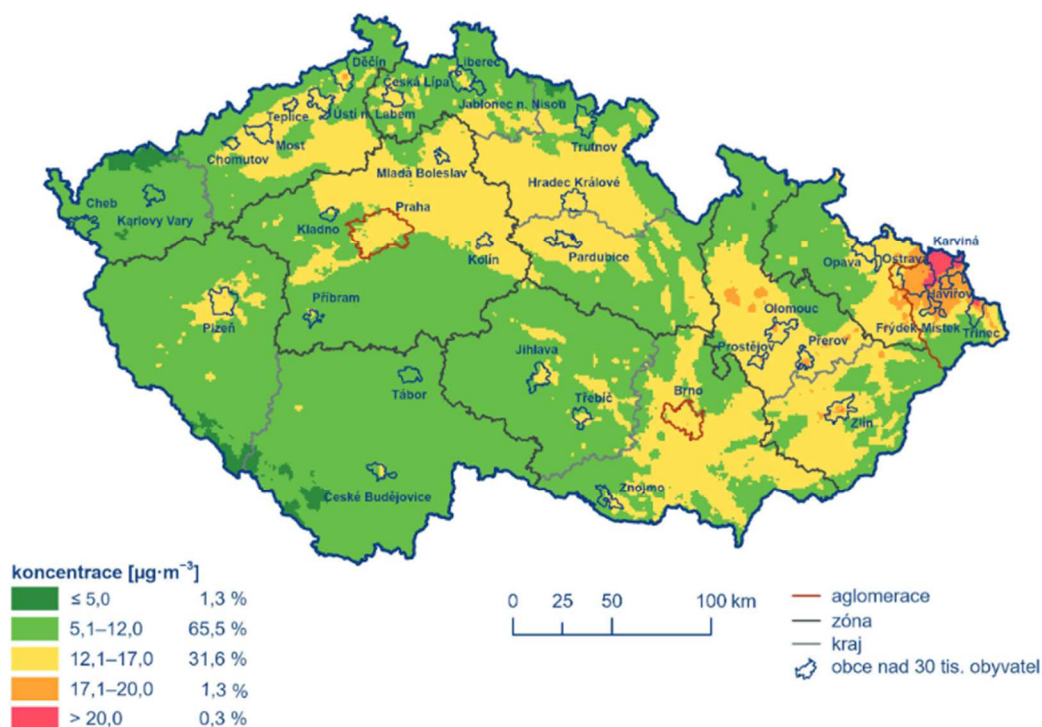 Děčín
Liberec
Česká Lípa
Jablonec n. Nisou
Teplice
Ústí n. Labem
Trutnov
Most
Chomutov
Mladá Boleslav
Hradec Králové
Cheb
Karlovy Vary
Praha
Kladno
Kolín
Pardubice
Karviná
Opava
Ostrava
Havířov
Příbram
Plzeň
Olomouc
Frýdek Místek
Třinec
Prostějov
Přerov
Jihlava
Tábor
Třebíč
Brno
Zlín
České Budějovice
Znojmo
koncentrace [µg·m⁻³]
≤ 5,0 1,3 %
5,1–12,0 65,5 %
12,1–17,0 31,6 %
17,1–20,0 1,3 %
> 20,0 0,3 %
0 25 50 100 km
aglomerace
zóna
kraj
obce nad 30 tis. obyvatel